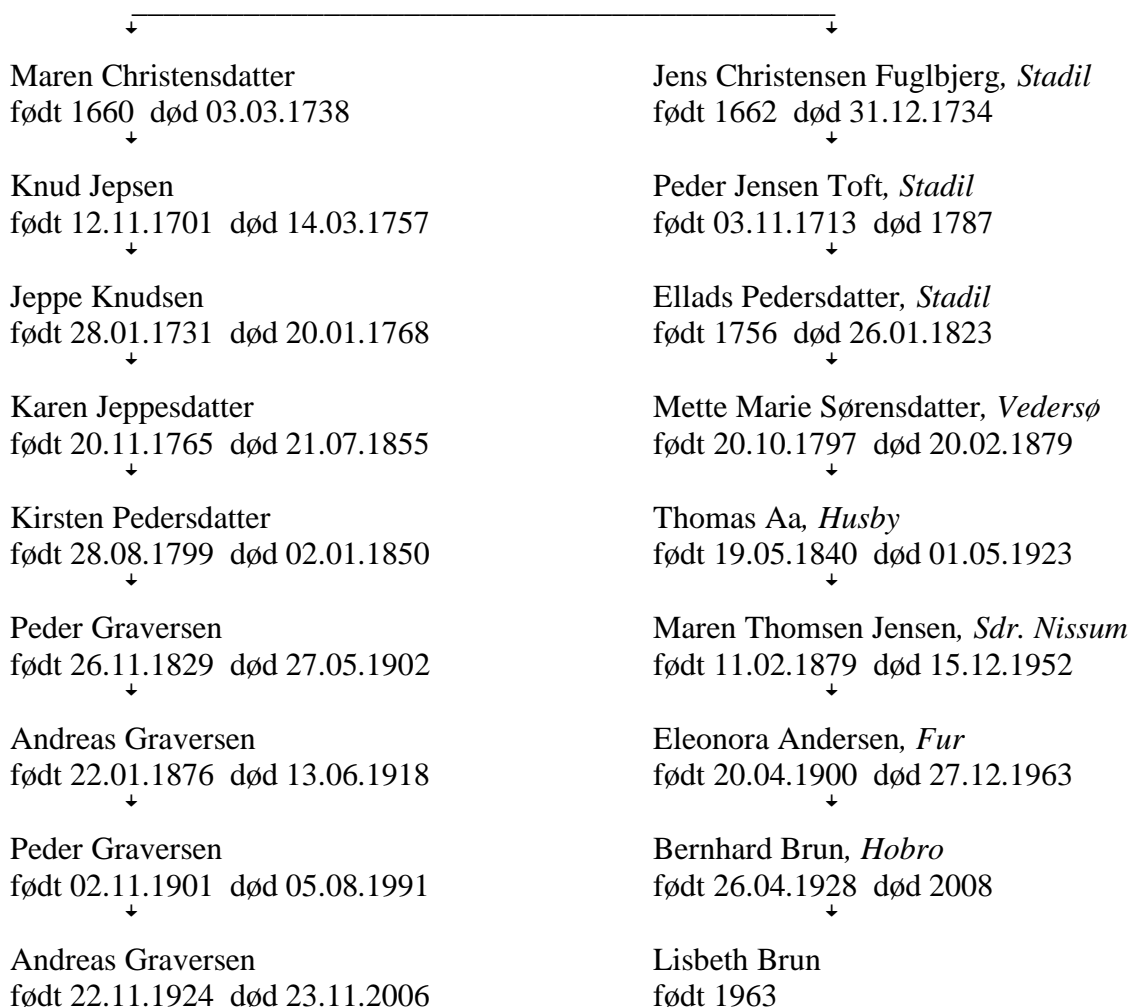 Maren Christensdatter
født 1660  død 03.03.1738
Knud Jepsen
født 12.11.1701  død 14.03.1757
Jeppe Knudsen
født 28.01.1731  død 20.01.1768
Karen Jeppesdatter
født 20.11.1765  død 21.07.1855
Kirsten Pedersdatter
født 28.08.1799  død 02.01.1850
Peder Graversen
født 26.11.1829  død 27.05.1902
Andreas Graversen
født 22.01.1876  død 13.06.1918
Peder Graversen
født 02.11.1901  død 05.08.1991
Andreas Graversen
født 22.11.1924  død 23.11.2006
Jens Christensen Fuglbjerg, Stadil
født 1662  død 31.12.1734
Peder Jensen Toft, Stadil
født 03.11.1713  død 1787
Ellads Pedersdatter, Stadil
født 1756  død 26.01.1823
Mette Marie Sørensdatter, Vedersø
født 20.10.1797  død 20.02.1879
Thomas Aa, Husby
født 19.05.1840  død 01.05.1923
Maren Thomsen Jensen, Sdr. Nissum
født 11.02.1879  død 15.12.1952
Eleonora Andersen, Fur
født 20.04.1900  død 27.12.1963
Bernhard Brun, Hobro
født 26.04.1928  død 2008
Lisbeth Brun
født 1963